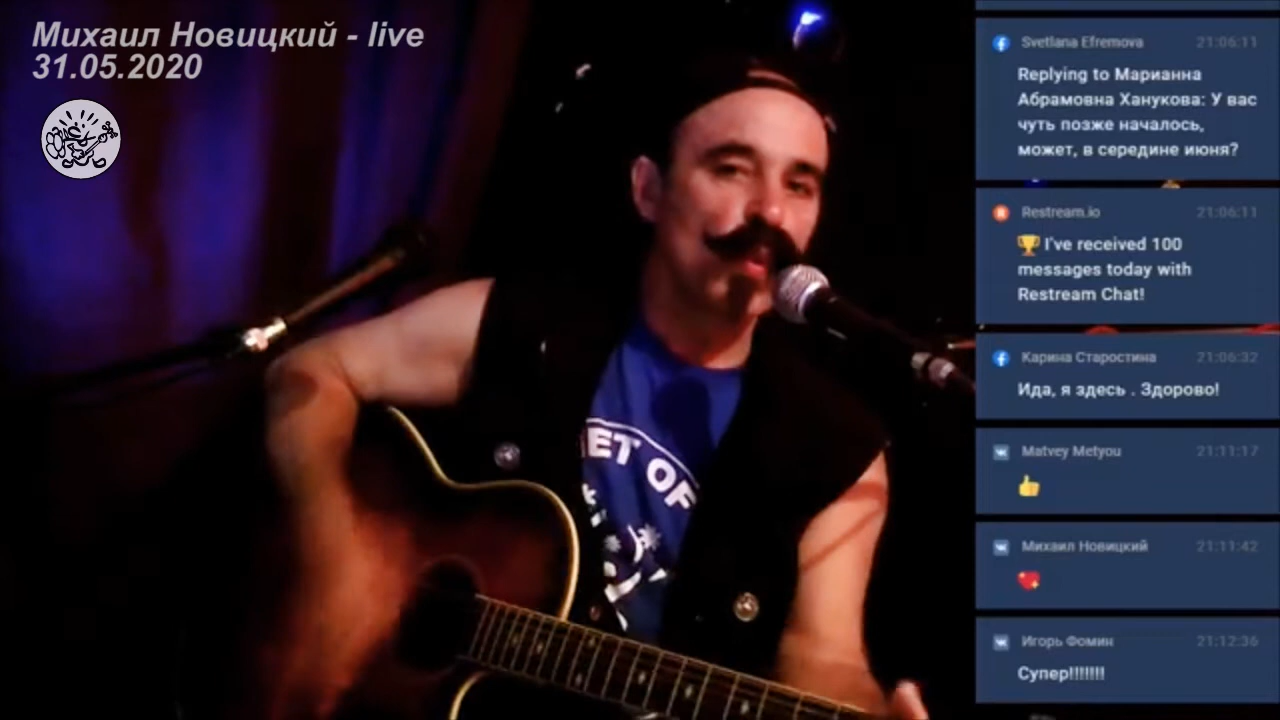 Михаил Новицкий - live
31.05.2020
Svetlana Efremova 21:06:11
Replying to Марианна
Абрамовна Ханукова: У вас
чуть позже началось,
может, в середине июня?
Restream.io 21:06:11
🏆 I've received 100
messages today with
Restream Chat!
Карина Старостина 21:06:32
Ида, я здесь . Здорово!
Matvey Metyou 21:11:17
👍
Михаил Новицкий 21:11:42
💖
Игорь Фомин 21:12:36
Супер!!!!!!!
ET OF